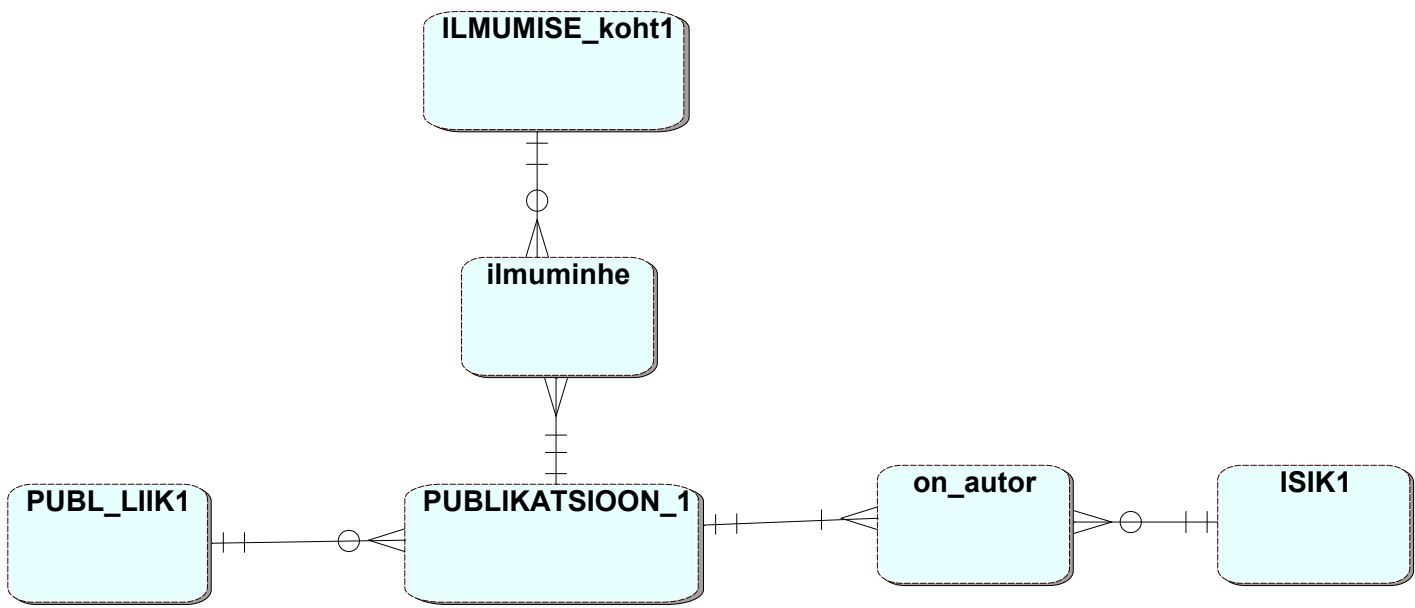 ILMUMISE_koht1
ilmuminhe
PUBL_LIIK1
PUBLIKATSIOON_1
on_autor
ISIK1